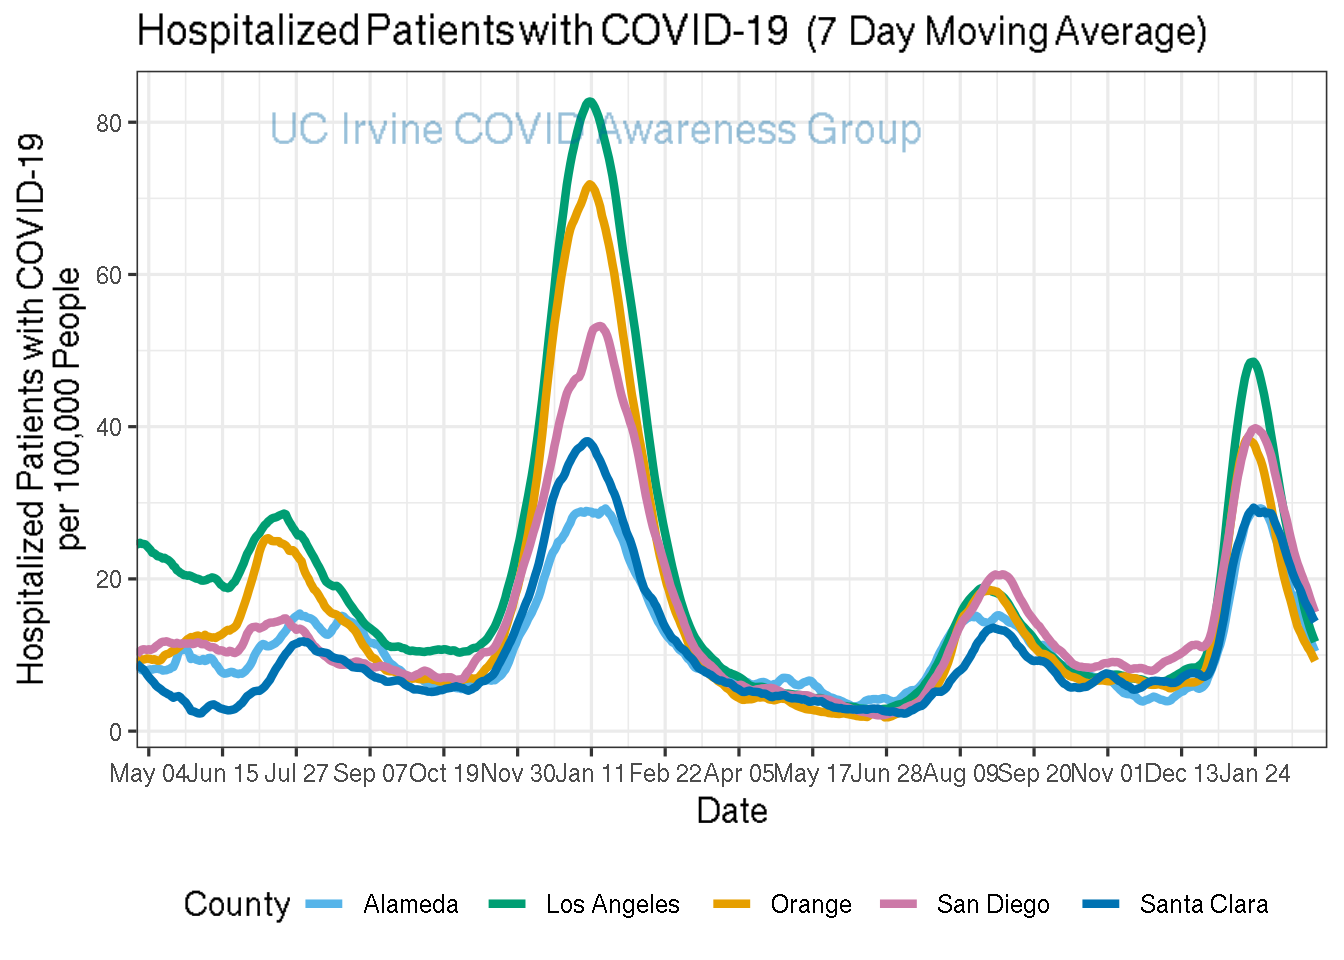 Hospitalized Patients with COVID-19 (7 Day Moving Average)
UC Irvine COVID Awareness Group
Hospitalized Patients with COVID-19
per 100,000 People
80
60
40
20
0
May 04 Jun 15 Jul 27 Sep 07 Oct 19 Nov 30 Jan 11 Feb 22 Apr 05 May 17 Jun 28 Aug 09 Sep 20 Nov 01 Dec 13 Jan 24
Date
County Alameda Los Angeles Orange San Diego Santa Clara